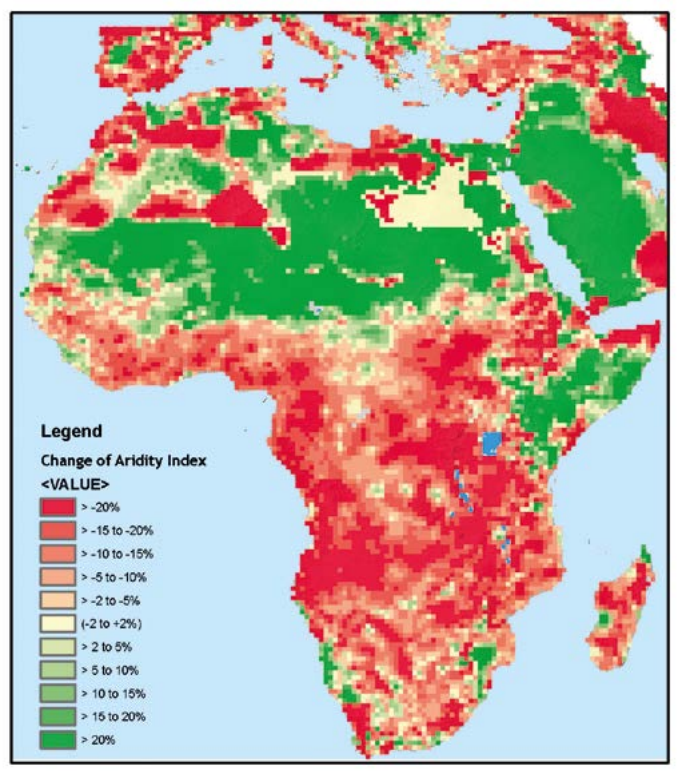 Legend
Change of Aridity Index
<VALUE>
> -20%
> -15 to -20%
> -10 to -15%
> -5 to -10%
> -2 to -5%
(-2 to +2%)
> 2 to 5%
> 5 to 10%
> 10 to 15%
> 15 to 20%
> 20%